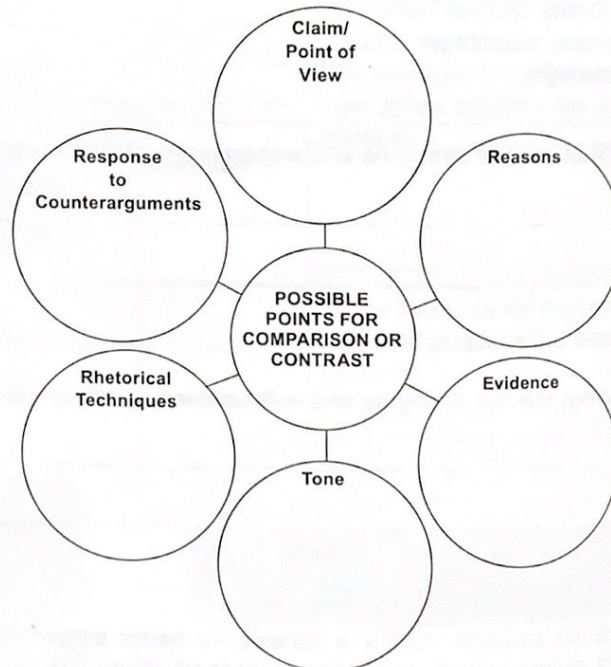 Claim/
Point of
View
Reasons
Evidence
Tone
Rhetorical
Techniques
Response
to
Counterarguments
POSSIBLE
POINTS FOR
COMPARISON OR
CONTRAST